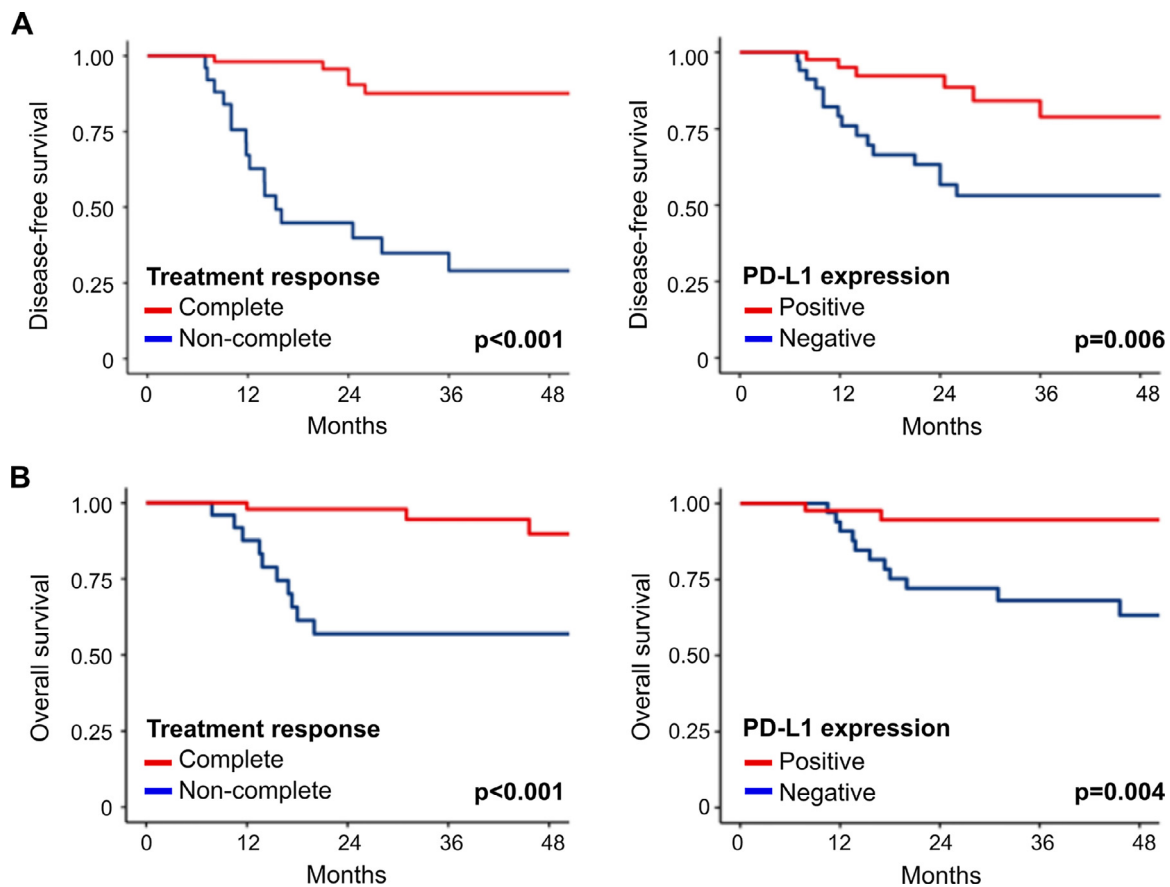 A
Disease-free survival
1.00
0.75
0.50
0.25
0
Treatment response
Complete
Non-complete
p<0.001
0 12 24 36 48
Months
Disease-free survival
1.00
0.75
0.50
0.25
0
PD-L1 expression
Positive
Negative
p=0.006
0 12 24 36 48
Months
B
Overall survival
1.00
0.75
0.50
0.25
0
Treatment response
Complete
Non-complete
p<0.001
0 12 24 36 48
Months
Overall survival
1.00
0.75
0.50
0.25
0
PD-L1 expression
Positive
Negative
p=0.004
0 12 24 36 48
Months